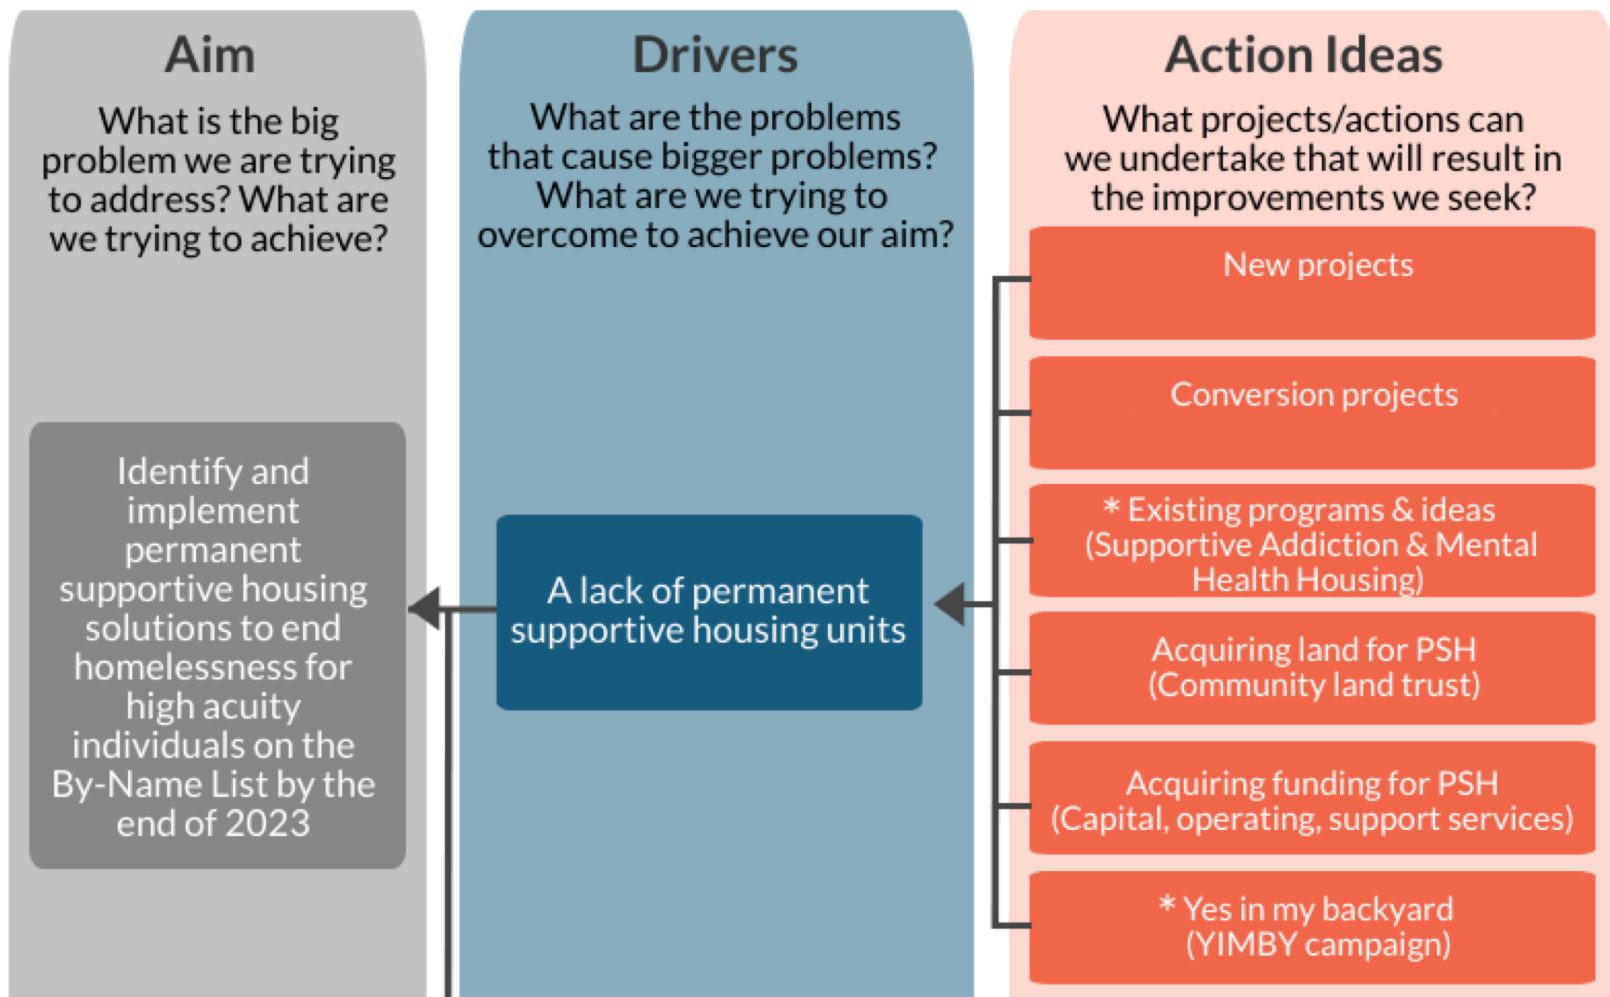 Aim
What is the big
problem we are trying
to address? What are
we trying to achieve?
Identify and
implement
permanent
supportive housing
solutions to end
homelessness for
high acuity
individuals on the
By-Name List by the
end of 2023
Drivers
What are the problems
that cause bigger problems?
What are we trying to
overcome to achieve our aim?
A lack of permanent
supportive housing units
Action Ideas
What projects/actions can
we undertake that will result in
the improvements we seek?
New projects
Conversion projects
* Existing programs & ideas
(Supportive Addiction & Mental
Health Housing)
Acquiring land for PSH
(Community land trust)
Acquiring funding for PSH
(Capital, operating, support services)
* Yes in my backyard
(YIMBY campaign)